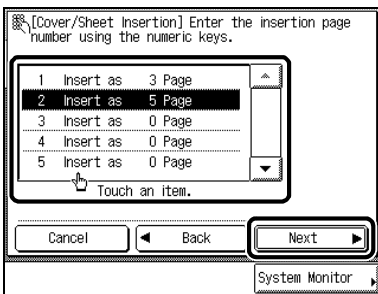 [Cover/Sheet Insertion] Enter the insertion page
number using the numeric keys.
1 Insert as 3 Page
2 Insert as 5 Page
3 Insert as 0 Page
4 Insert as 0 Page
5 Insert as 0 Page
Touch an item.
Cancel Back Next
System Monitor